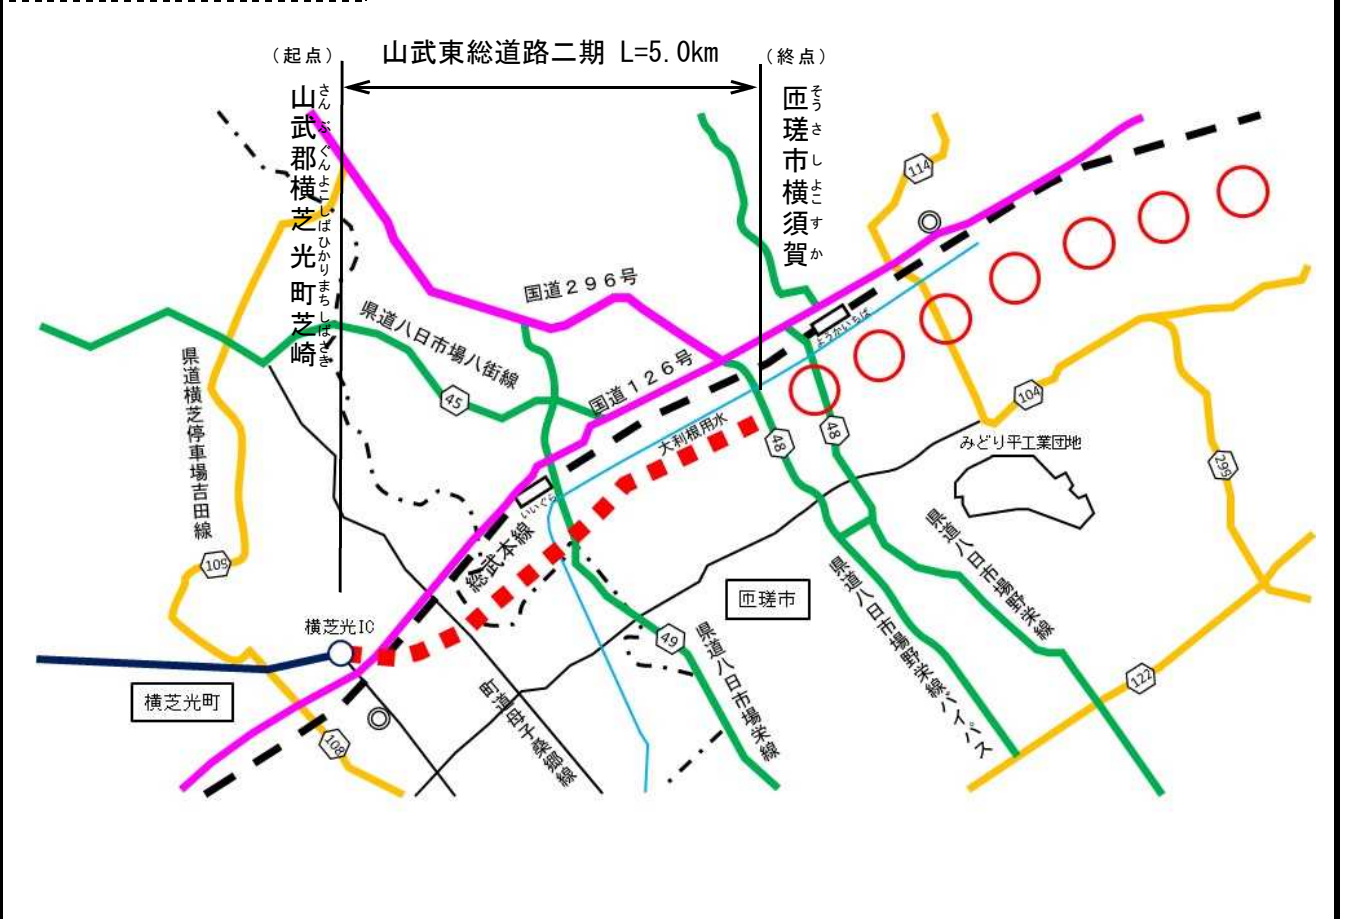 山武東総道路二期 L=5.0km
（起点）
（終点）
山武郡横芝光町芝崎
さんぶぐんよこしばひかりまちしばさき
匝瑳市横須賀
そうさしよこすか
114
国道296号
県道八日市場八街線
ようかいちば
県道横芝停車場吉田線
45
国道126号
大利根用水
48
48
104
みどり平工業団地
299
いいぐら
総武本線
109
県道八日市場野栄線
県道八日市場野栄線バイパス
匝瑳市
横芝光IC
49
県道八日市場栄線
122
横芝光町
町道母子桑郷線
108